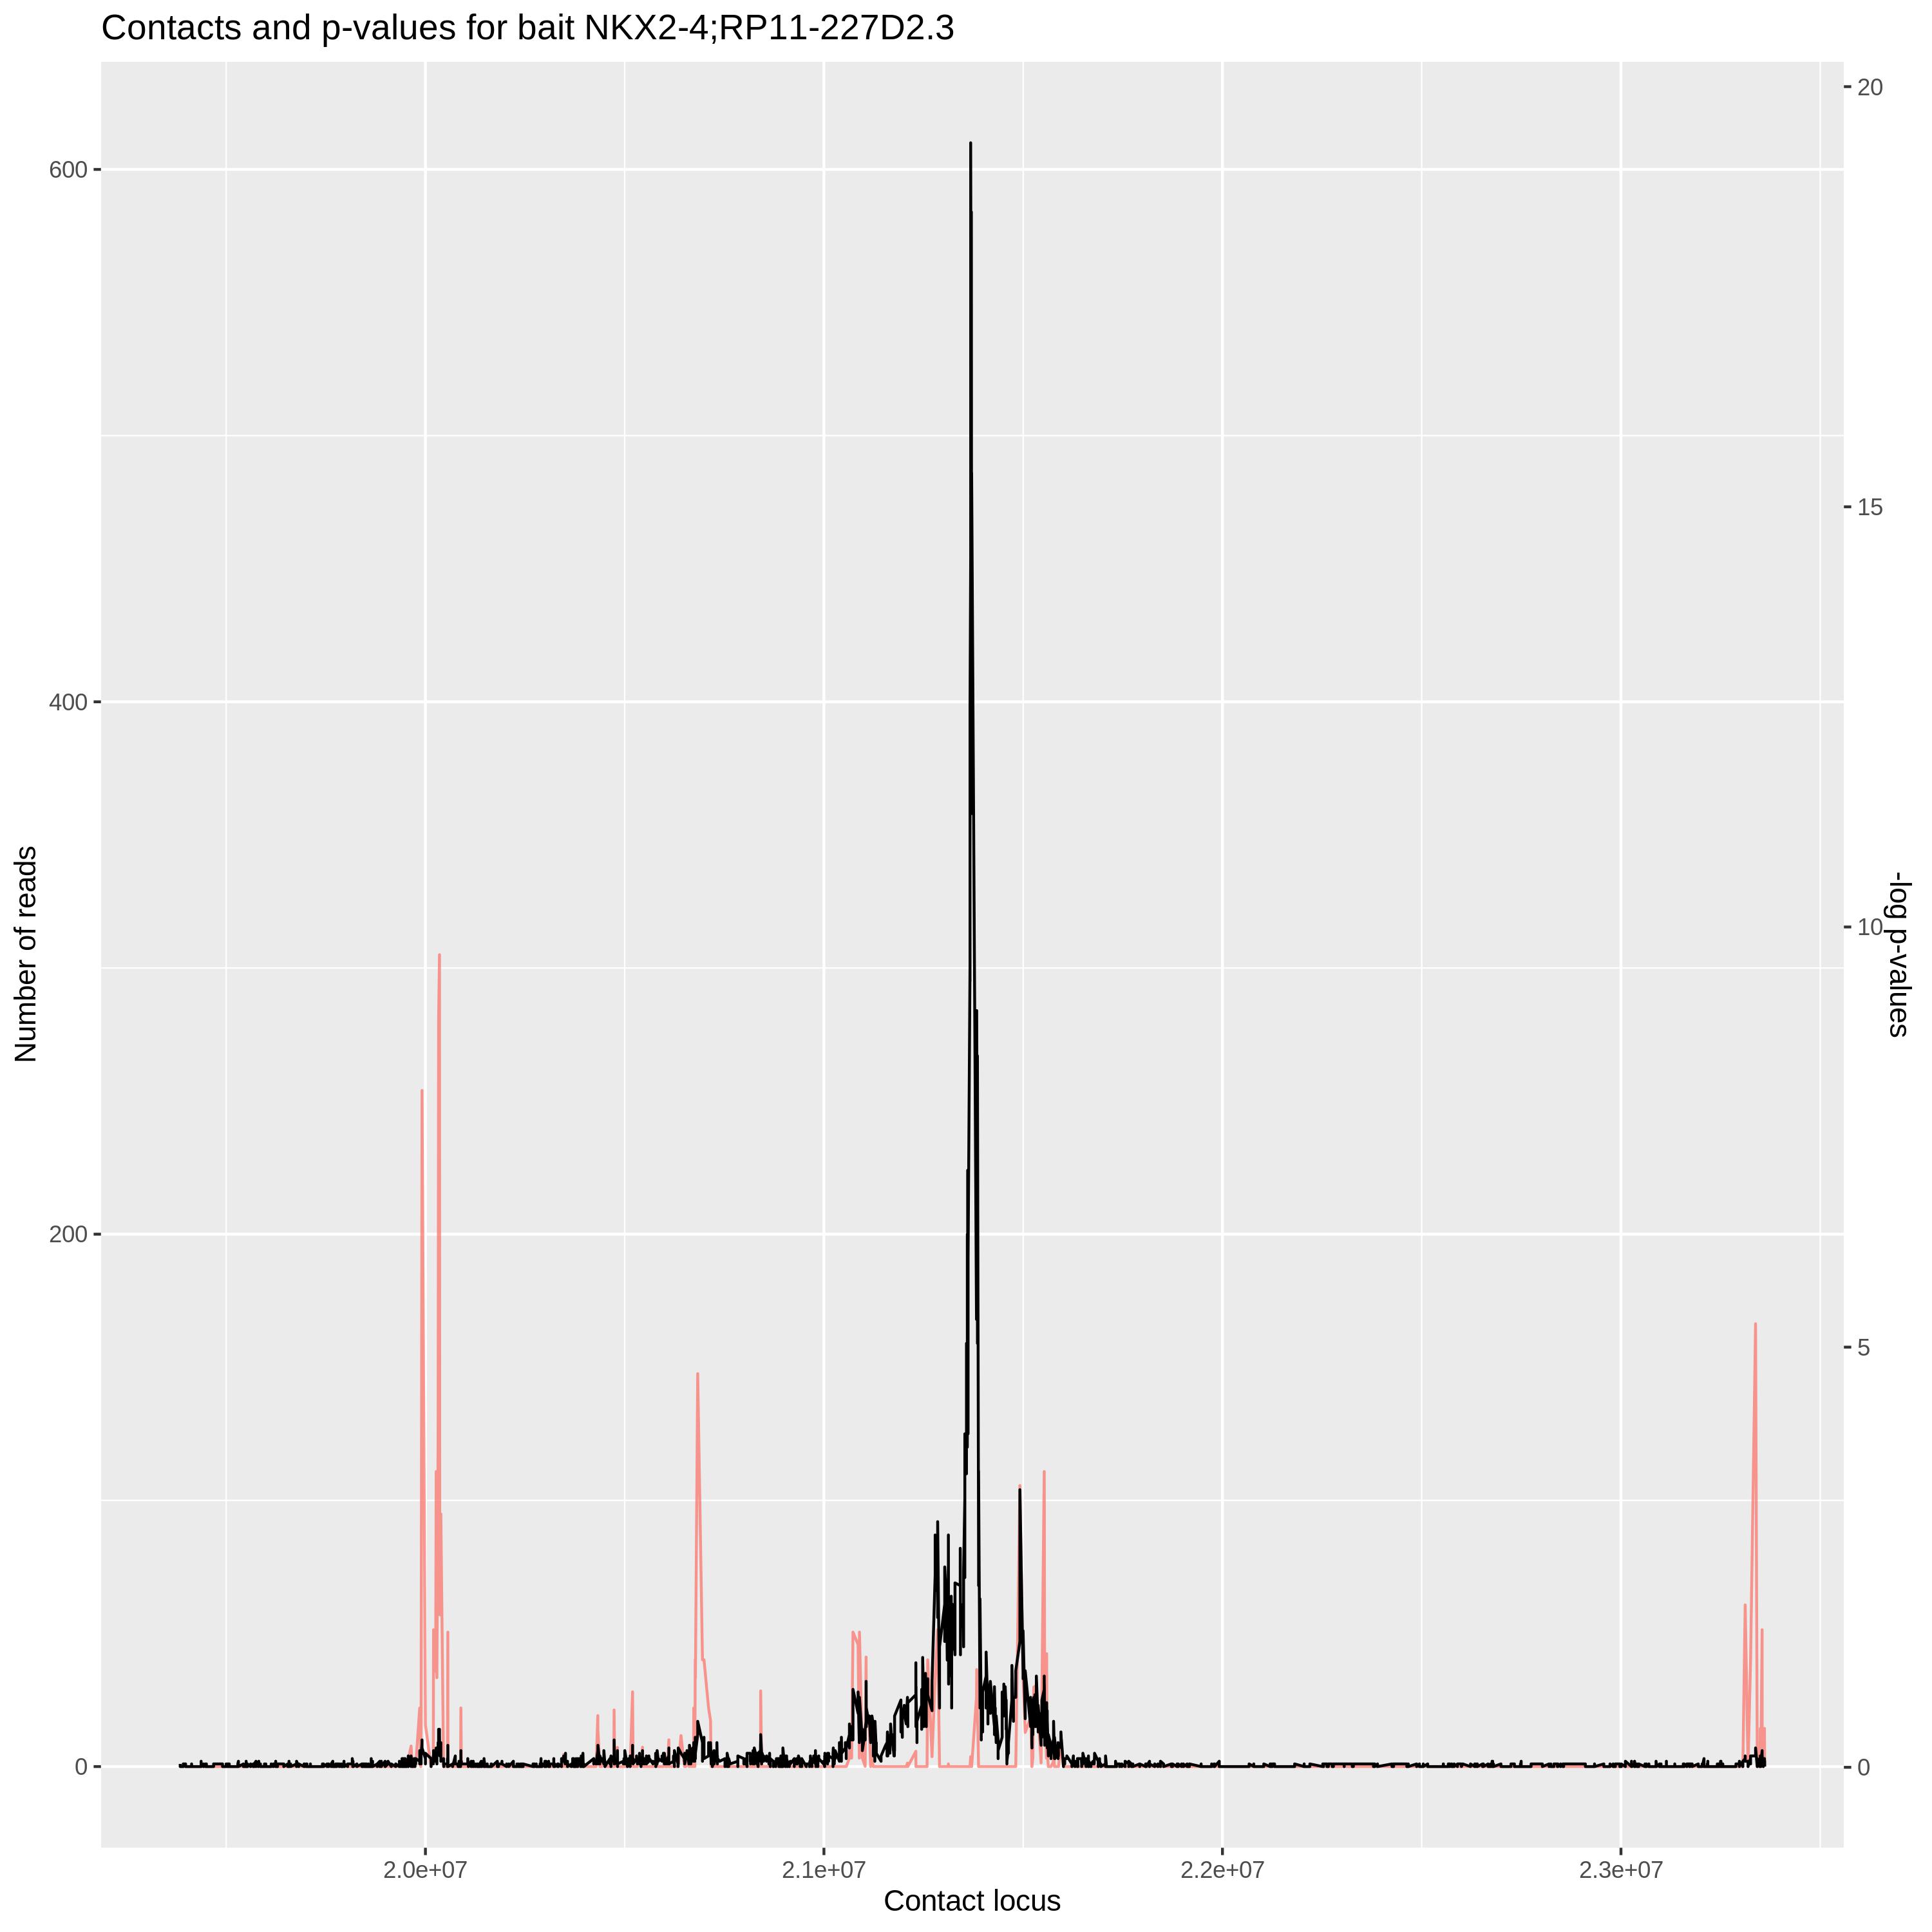 Contacts and p-values for bait NKX2-4;RP11-227D2.3
20
600
15
400
10
Number of reads
-log p-values
200
5
0
0
2.0e+07
2.1e+07
2.2e+07
2.3e+07
Contact locus